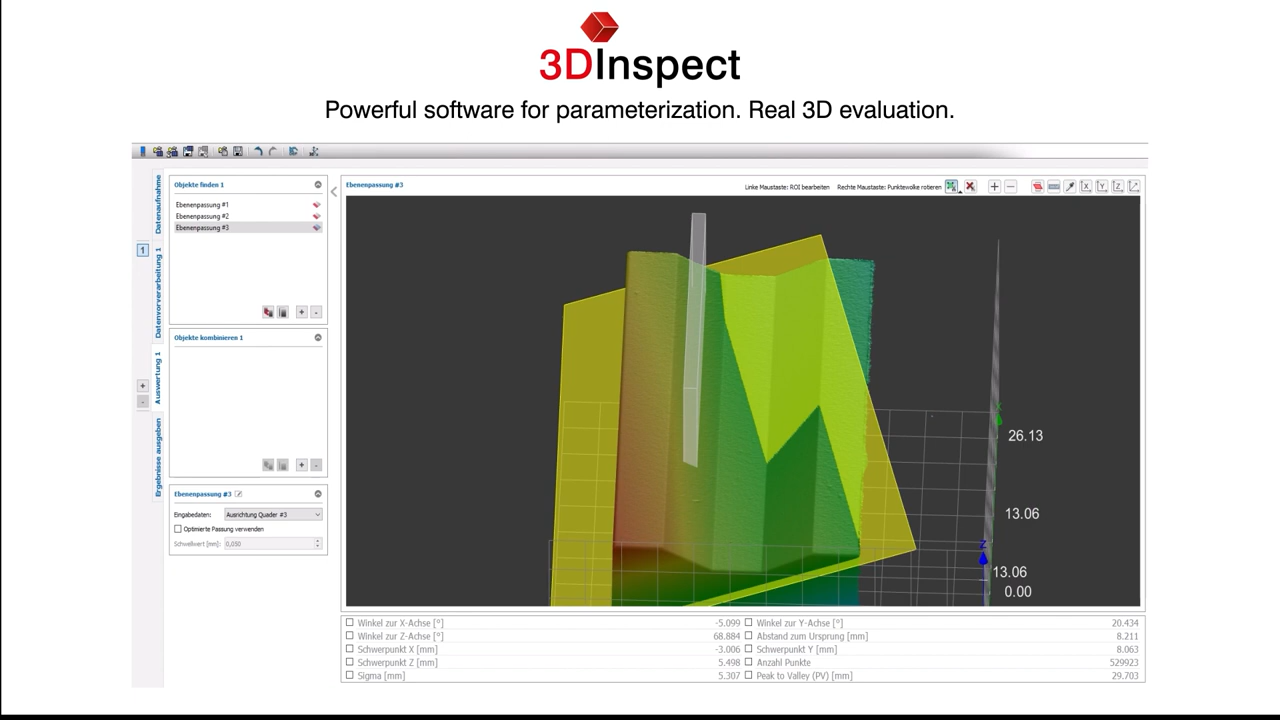 3DInspect
Powerful software for parameterization. Real 3D evaluation.
Datenaufnahme
Datenvorverarbeitung 1
Auswertung 1
Ergebnisse ausgeben
1
+
-
Objekte finden 1
Ebenenpassung #1
Ebenenpassung #2
Ebenenpassung #3
+ -
Objekte kombinieren 1
+ -
Ebenenpassung #3
Eingabedaten: Ausrichtung Quader #3
Optimierte Passung verwenden
Schwellwert [mm]: 0,050
Ebenenpassung #3 Linke Maustaste: ROI bearbeiten Rechte Maustaste: Punktewolke rotieren + - X Y Z
X
26.13
13.06
Z
13.06
0.00
Winkel zur X-Achse [°] -5.099 Winkel zur Y-Achse [°] 20.434
Winkel zur Z-Achse [°] 68.884 Abstand zum Ursprung [mm] 8.211
Schwerpunkt X [mm] -3.006 Schwerpunkt Y [mm] 8.063
Schwerpunkt Z [mm] 5.498 Anzahl Punkte 529923
Sigma [mm] 5.307 Peak to Valley (PV) [mm] 29.703